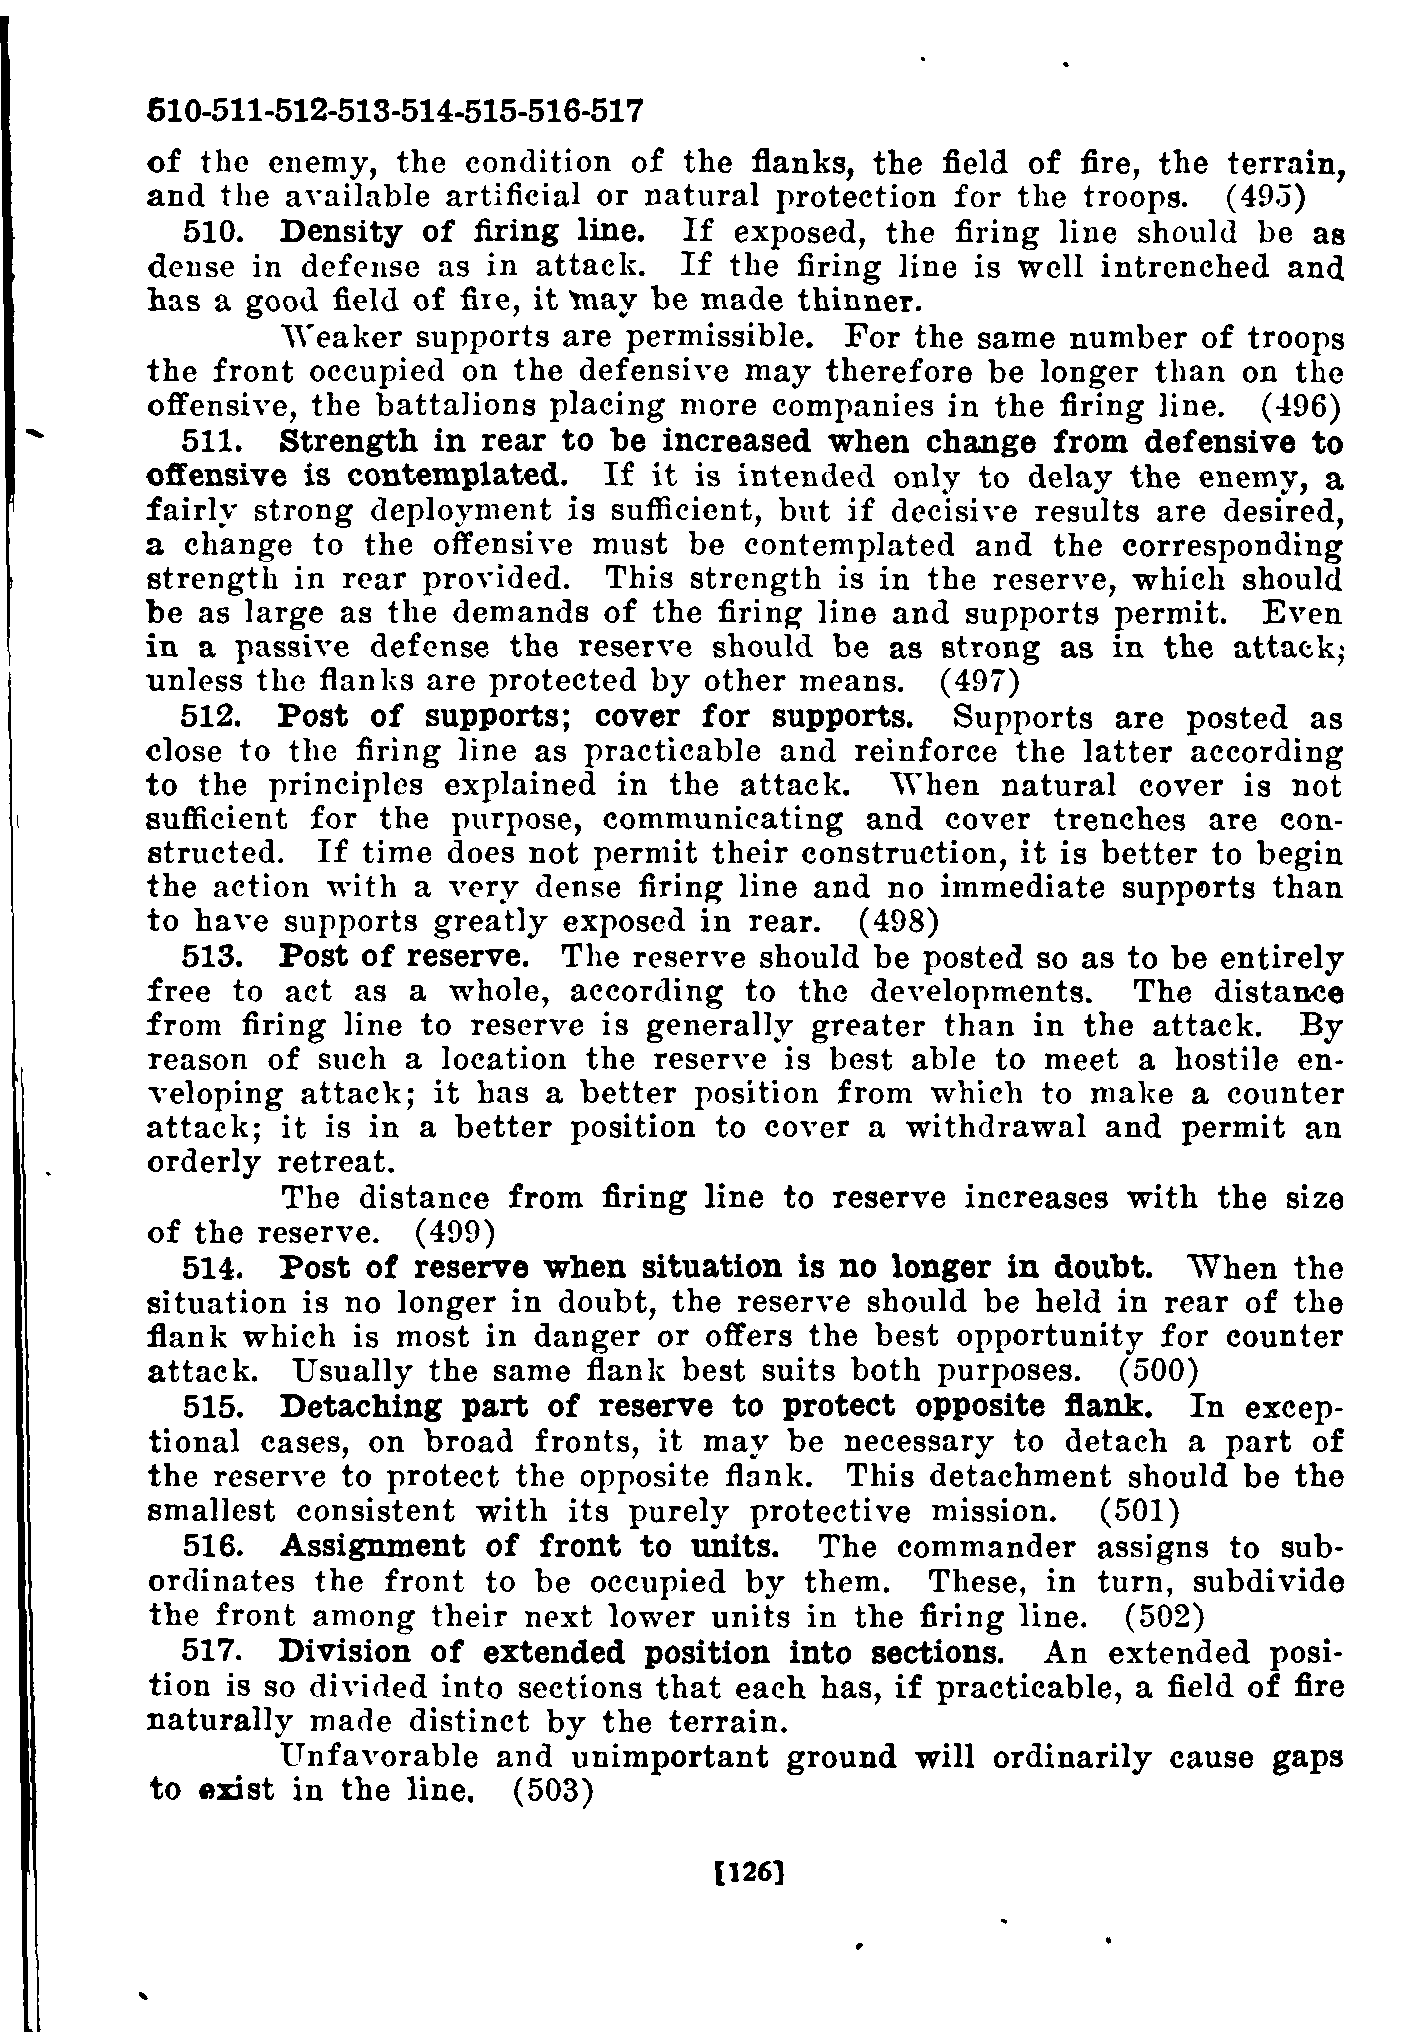 510-511-512-513-514-515-516-517
of the enemy, the condition of the flanks, the field of fire, the terrain,
and the available artificial or natural protection for the troops. (495)
510. Density of firing line. If exposed, the firing line should be as
dense in defense as in attack. If the firing line is well intrenched and
has a good field of fire, it may be made thinner.
Weaker supports are permissible. For the same number of troops
the front occupied on the defensive may therefore be longer than on the
offensive, the battalions placing more companies in the firing line. (496)
511. Strength in rear to be increased when change from defensive to
offensive is contemplated. If it is intended only to delay the enemy, a
fairly strong deployment is sufficient, but if decisive results are desired,
a change to the offensive must be contemplated and the corresponding
strength in rear provided. This strength is in the reserve, which should
be as large as the demands of the firing line and supports permit. Even
in a passive defense the reserve should be as strong as in the attack,
unless the flanks are protected by other means. (497)
512. Post of supports; cover for supports. Supports are posted as
close to the firing line as practicable and reinforce the latter according
to the principles explained in the attack. When natural cover is not
sufficient for the purpose, communicating and cover trenches are con-
structed. If time does not permit their construction, it is better to begin
the action with a very dense firing line and no immediate supports than
to have supports greatly exposed in rear. (498)
513. Post of reserve. The reserve should be posted so as to be entirely
free to act as a whole, according to the developments. The distance
from firing line to reserve is generally greater than in the attack. By
reason of such a location the reserve is best able to meet a hostile en-
veloping attack; it has a better position from which to make a counter
attack; it is in a better position to cover a withdrawal and permit an
orderly retreat.
The distance from firing line to reserve increases with the size
of the reserve. (499)
514. Post of reserve when situation is no longer in doubt. When the
situation is no longer in doubt, the reserve should be held in rear of the
flank which is most in danger or offers the best opportunity for counter
attack. Usually the same flank best suits both purposes. (500)
515. Detaching part of reserve to protect opposite flank. In excep-
tional cases, on broad fronts, it may be necessary to detach a part of
the reserve to protect the opposite flank. This detachment should be the
smallest consistent with its purely protective mission. (501)
516. Assignment of front to units. The commander assigns to sub-
ordinates the front to be occupied by them. These, in turn, subdivide
the front among their next lower units in the firing line. (502)
517. Division of extended position into sections. An extended posi-
tion is so divided into sections that each has, if practicable, a field of fire
naturally made distinct by the terrain.
Unfavorable and unimportant ground will ordinarily cause gaps
to exist in the line. (503)
[126]